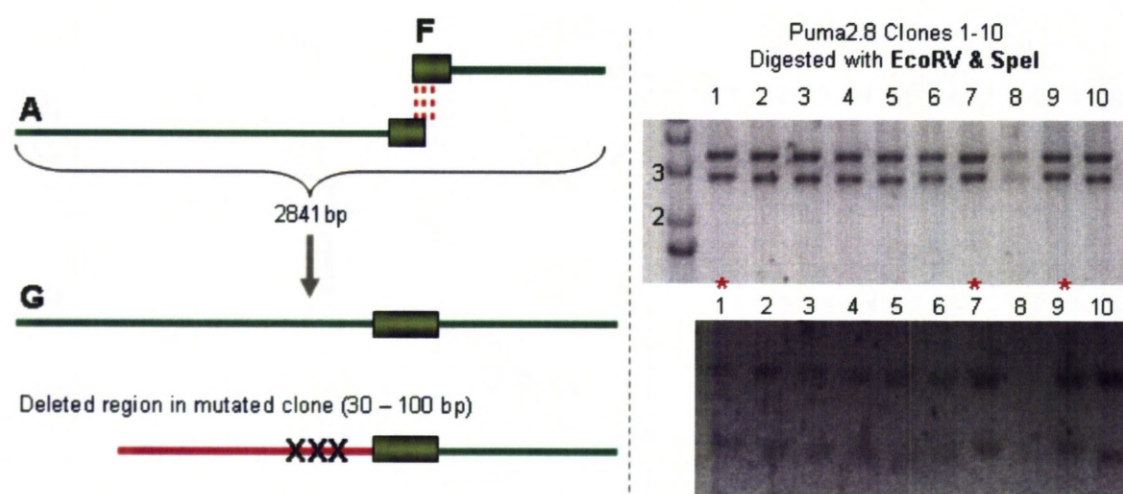 F
A
2841 bp
G
Deleted region in mutated clone (30 – 100 bp)
XXX
Puma2.8 Clones 1-10
Digested with EcoRV & SpeI
1 2 3 4 5 6 7 8 9 10
3
2
* * *
1 2 3 4 5 6 7 8 9 10